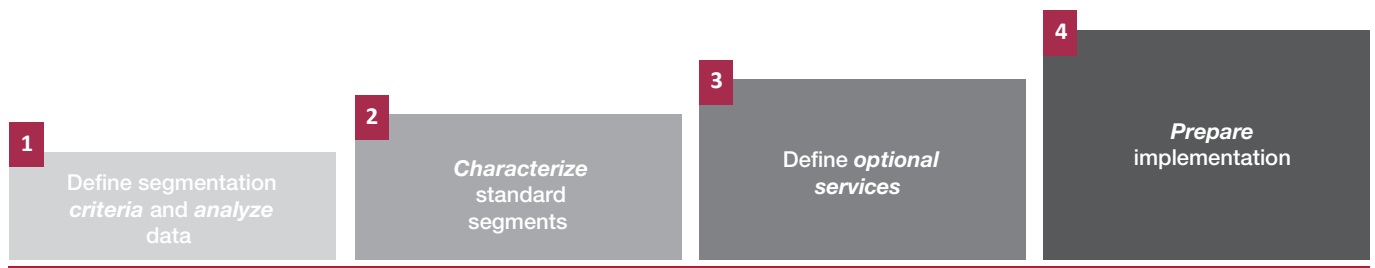 1
Define segmentation
criteria and analyze
data
2
Characterize
standard
segments
3
Define optional
services
4
Prepare
implementation